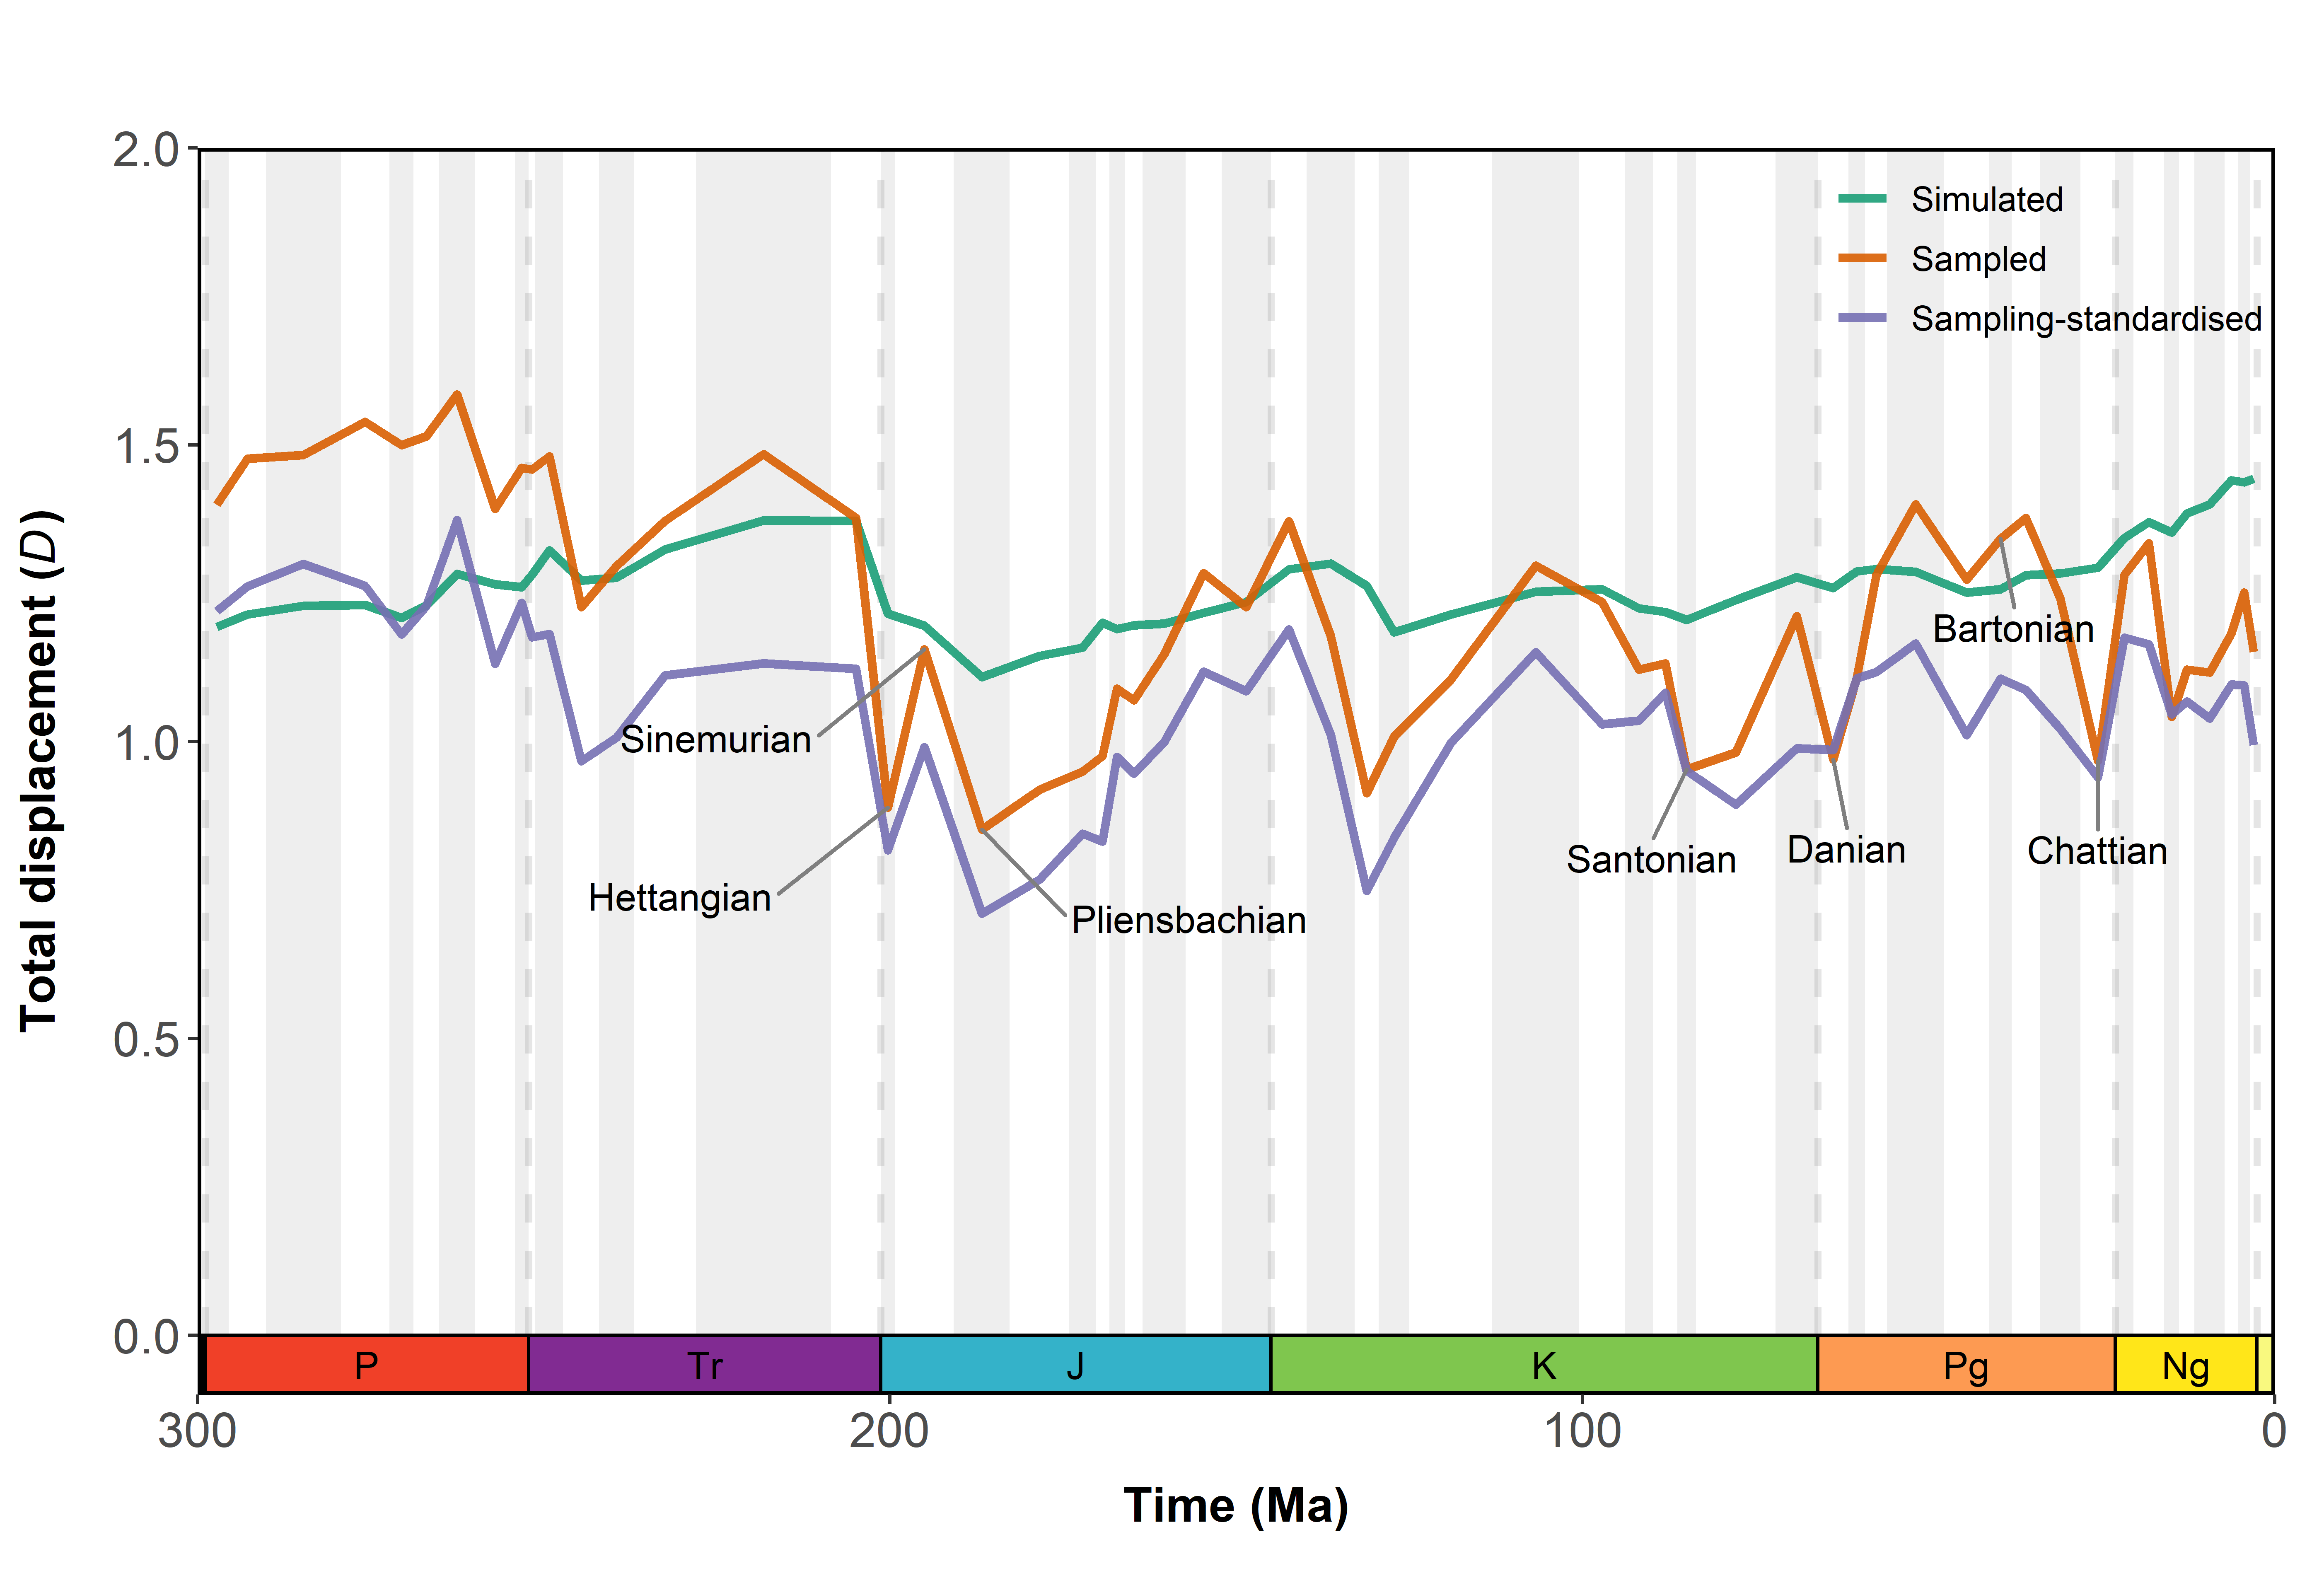 2.0
Simulated
Sampled
Sampling-standardised
1.5
Total displacement (D)
Bartonian
1.0
Sinemurian
Santonian
Danian
Chattian
Hettangian
Pliensbachian
0.5
0.0
P Tr J K Pg Ng
300 200 100 0
Time (Ma)